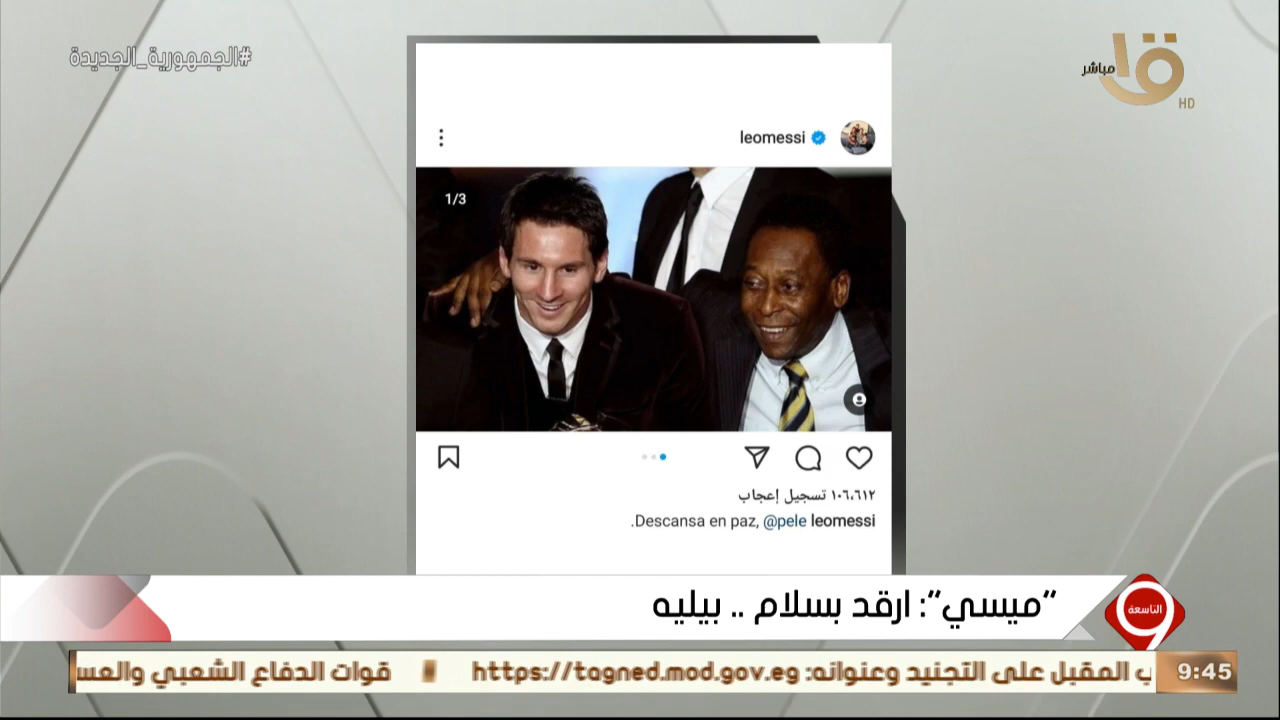 #الجمهورية_الجديدة
مباشر
HD
leomessi
1/3
١٠٦،٦١٢ تسجيل إعجاب
leomessi @pele ,Descansa en paz.
“ميسي”: ارقد بسلام .. بيليه
التاسعة
9
9:45
ب المقبل على التجنيد وعنوانه: https://tagned.mod.gov.eg
قوات الدفاع الشعبي والعس